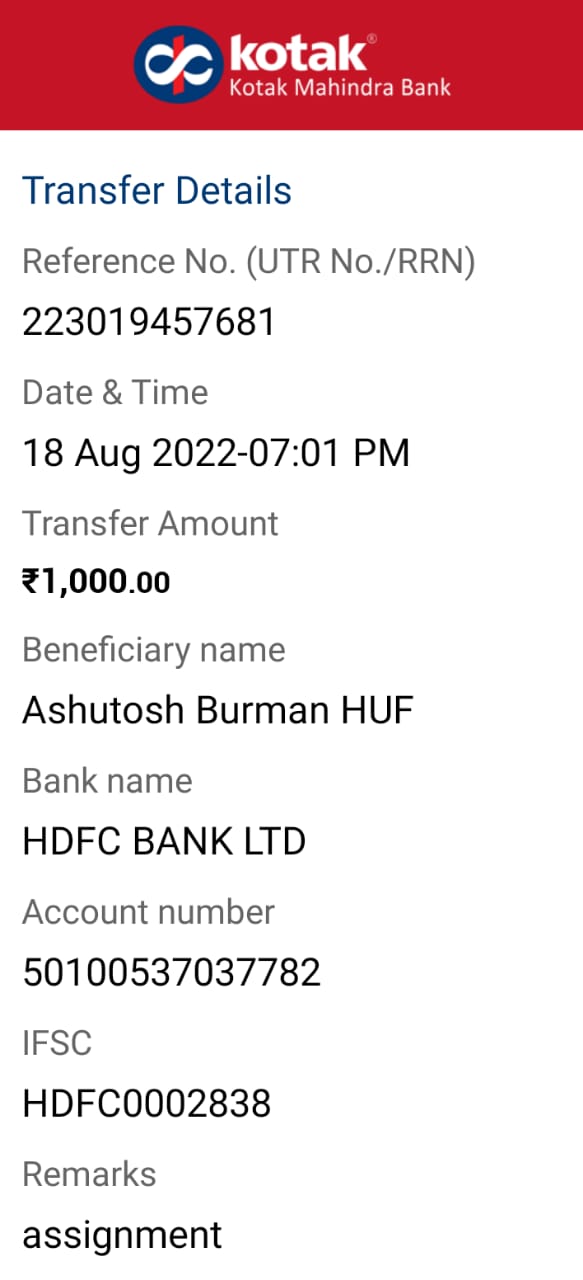 kotak®
Kotak Mahindra Bank
Transfer Details
Reference No. (UTR No./RRN)
223019457681
Date & Time
18 Aug 2022-07:01 PM
Transfer Amount
₹1,000.00
Beneficiary name
Ashutosh Burman HUF
Bank name
HDFC BANK LTD
Account number
50100537037782
IFSC
HDFC0002838
Remarks
assignment